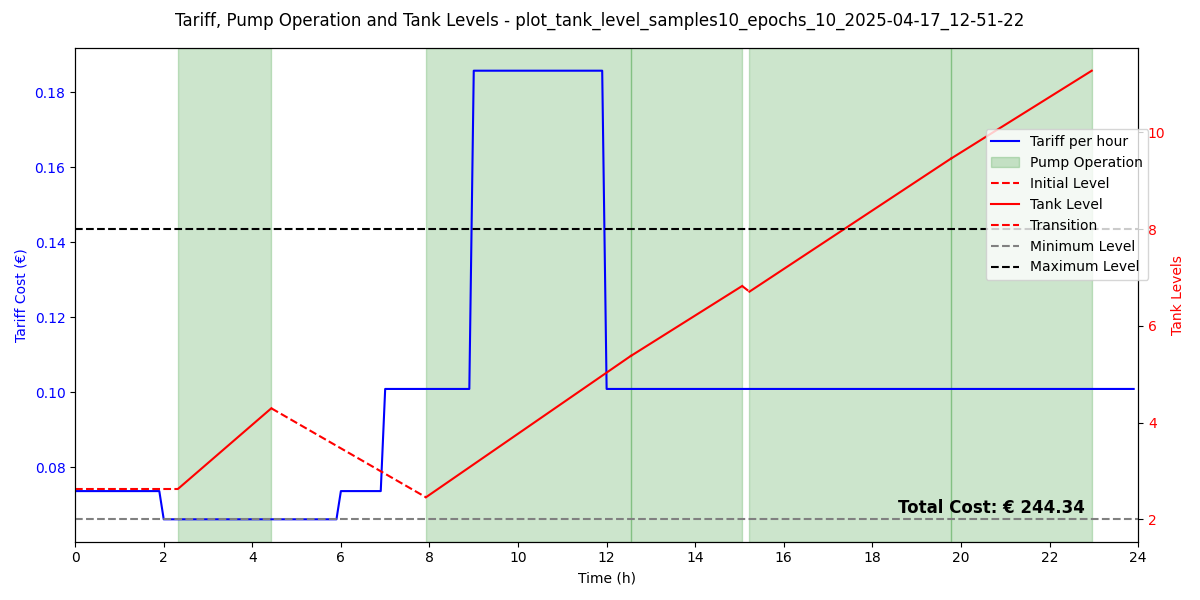 Tariff, Pump Operation and Tank Levels - plot_tank_level_samples10_epochs_10_2025-04-17_12-51-22
Tariff Cost (€)
0.18
0.16
0.14
0.12
0.10
0.08
10
8
6
4
2
Tank Levels
Tariff per hour
Pump Operation
Initial Level
Tank Level
Transition
Minimum Level
Maximum Level
Total Cost: € 244.34
0 2 4 6 8 10 12 14 16 18 20 22 24
Time (h)